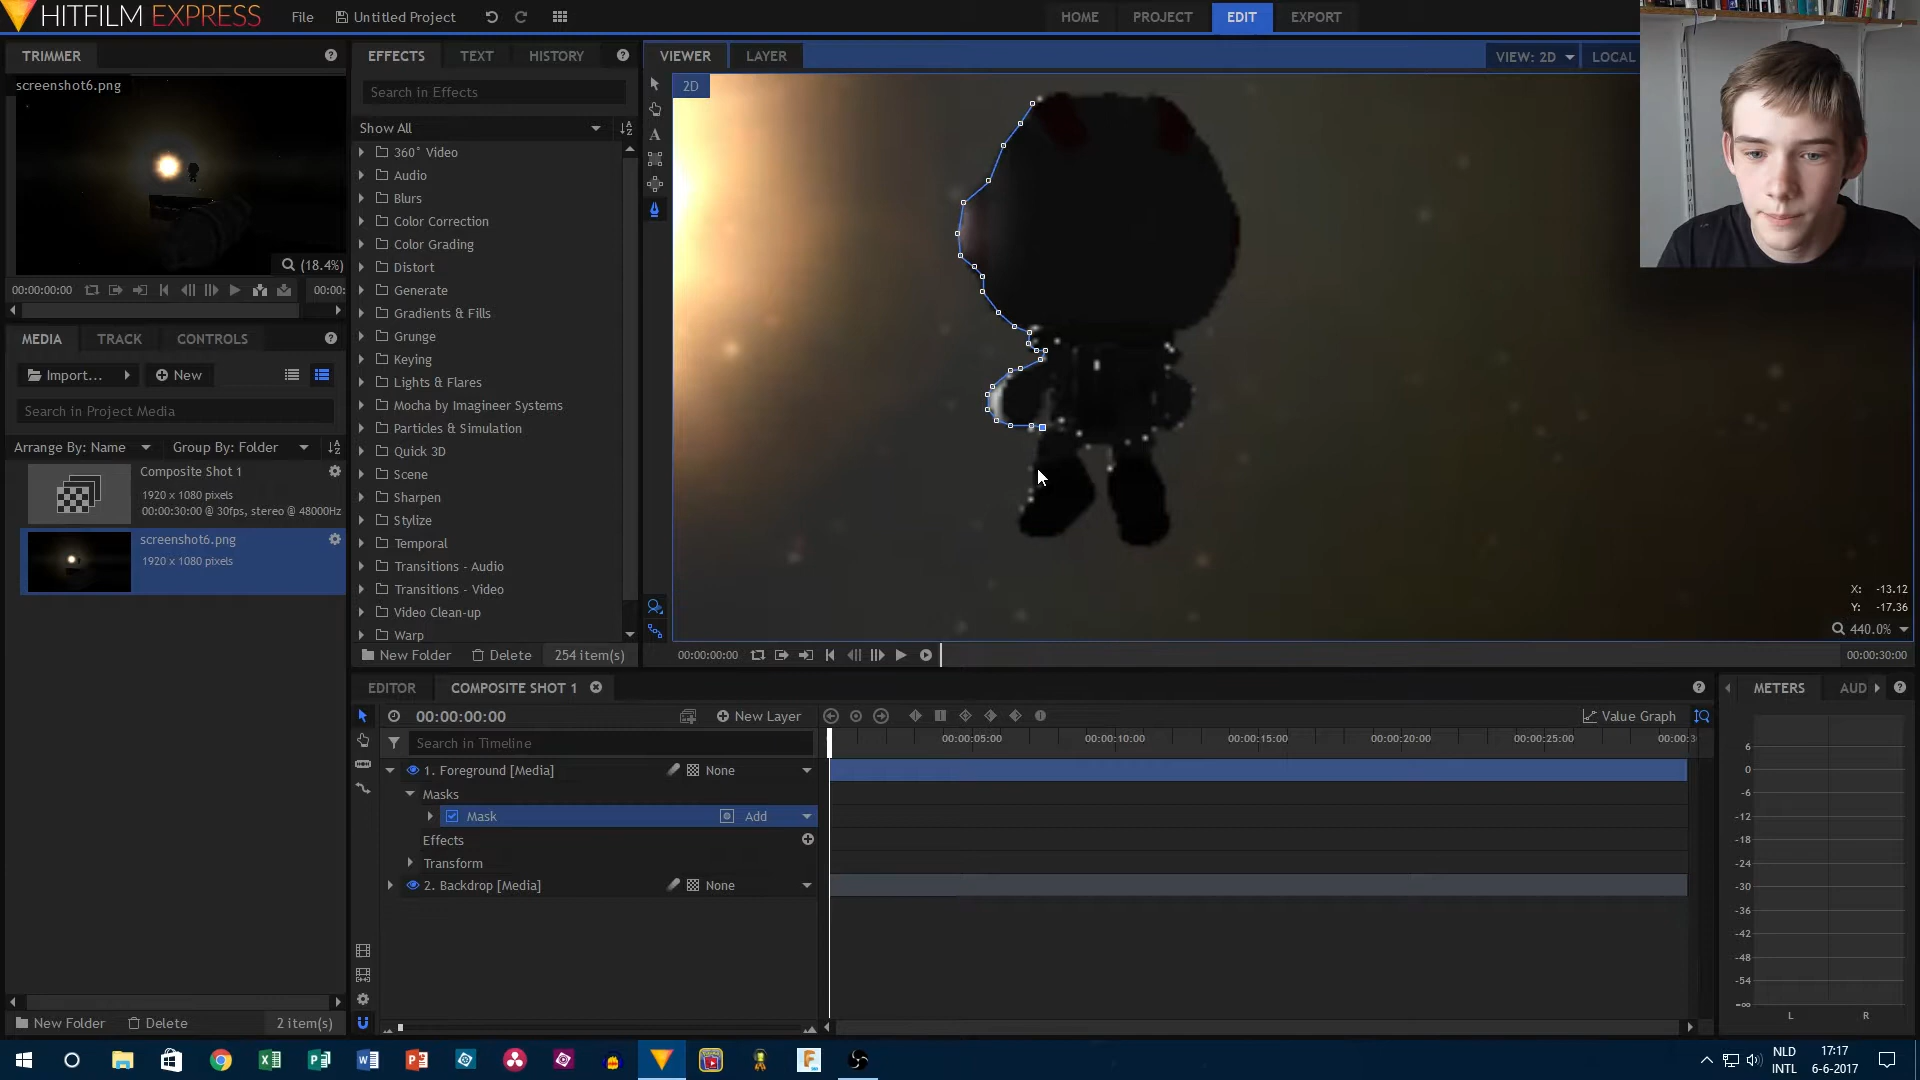 HITFILM EXPRESS
File
Untitled Project
HOME
PROJECT
EDIT
EXPORT
TRIMMER
EFFECTS
TEXT
HISTORY
VIEWER
LAYER
VIEW: 2D
LOCAL
screenshot6.png
2D
Search in Effects
Show All
360° Video
Audio
Blurs
Color Correction
Color Grading
Distort
Generate
Gradients & Fills
Grunge
Keying
Lights & Flares
Mocha by Imagineer Systems
Particles & Simulation
Quick 3D
Scene
Sharpen
Stylize
Temporal
Transitions - Audio
Transitions - Video
Video Clean-up
Warp
New Folder
Delete
254 item(s)
(18.4%)
00:00:00:00
00:00:
MEDIA
TRACK
CONTROLS
Import...
New
Search in Project Media
Arrange By: Name
Group By: Folder
Composite Shot 1
1920 x 1080 pixels
00:00:30:00 @ 30fps, stereo @ 48000Hz
screenshot6.png
1920 x 1080 pixels
New Folder
Delete
2 item(s)
X: -13.12
Y: -17.36
440.0%
00:00:00:00
00:00:30:00
EDITOR
COMPOSITE SHOT 1
00:00:00:00
New Layer
Value Graph
Search in Timeline
00:00:05:00
00:00:10:00
00:00:15:00
00:00:20:00
00:00:25:00
00:00:3
1. Foreground [Media]
None
Masks
Mask
Add
Effects
Transform
2. Backdrop [Media]
None
METERS
AUD
6
0
-6
-12
-18
-24
-30
-36
-42
-48
-54
-∞
L
R
NLD
INTL
17:17
6-6-2017